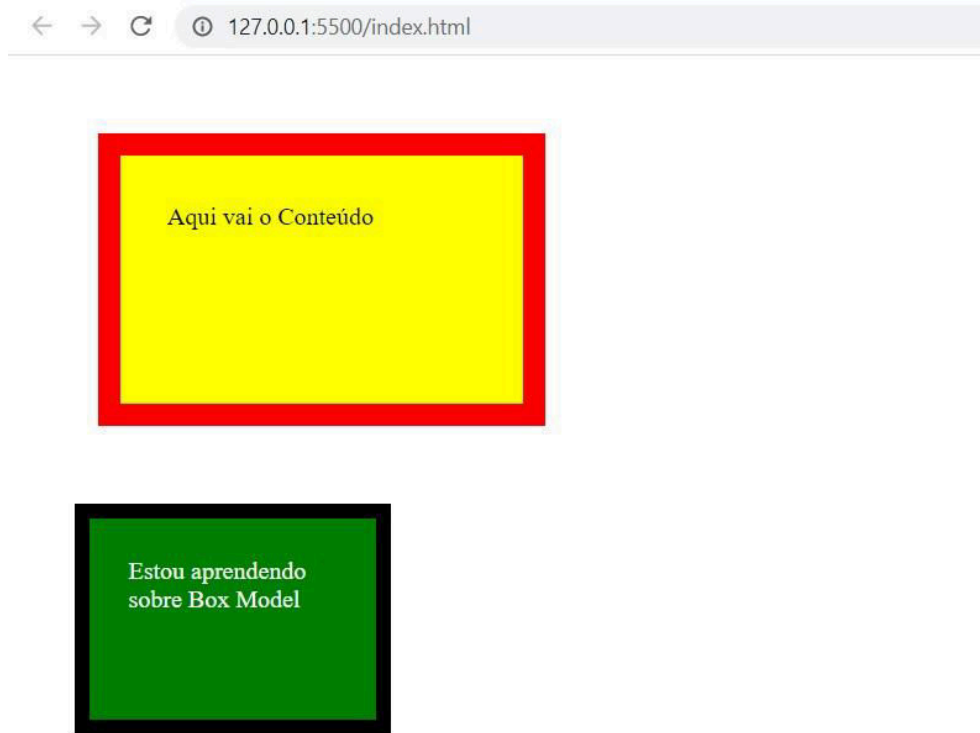 127.0.0.1:5500/index.html
Aqui vai o Conteúdo
Estou aprendendo
sobre Box Model